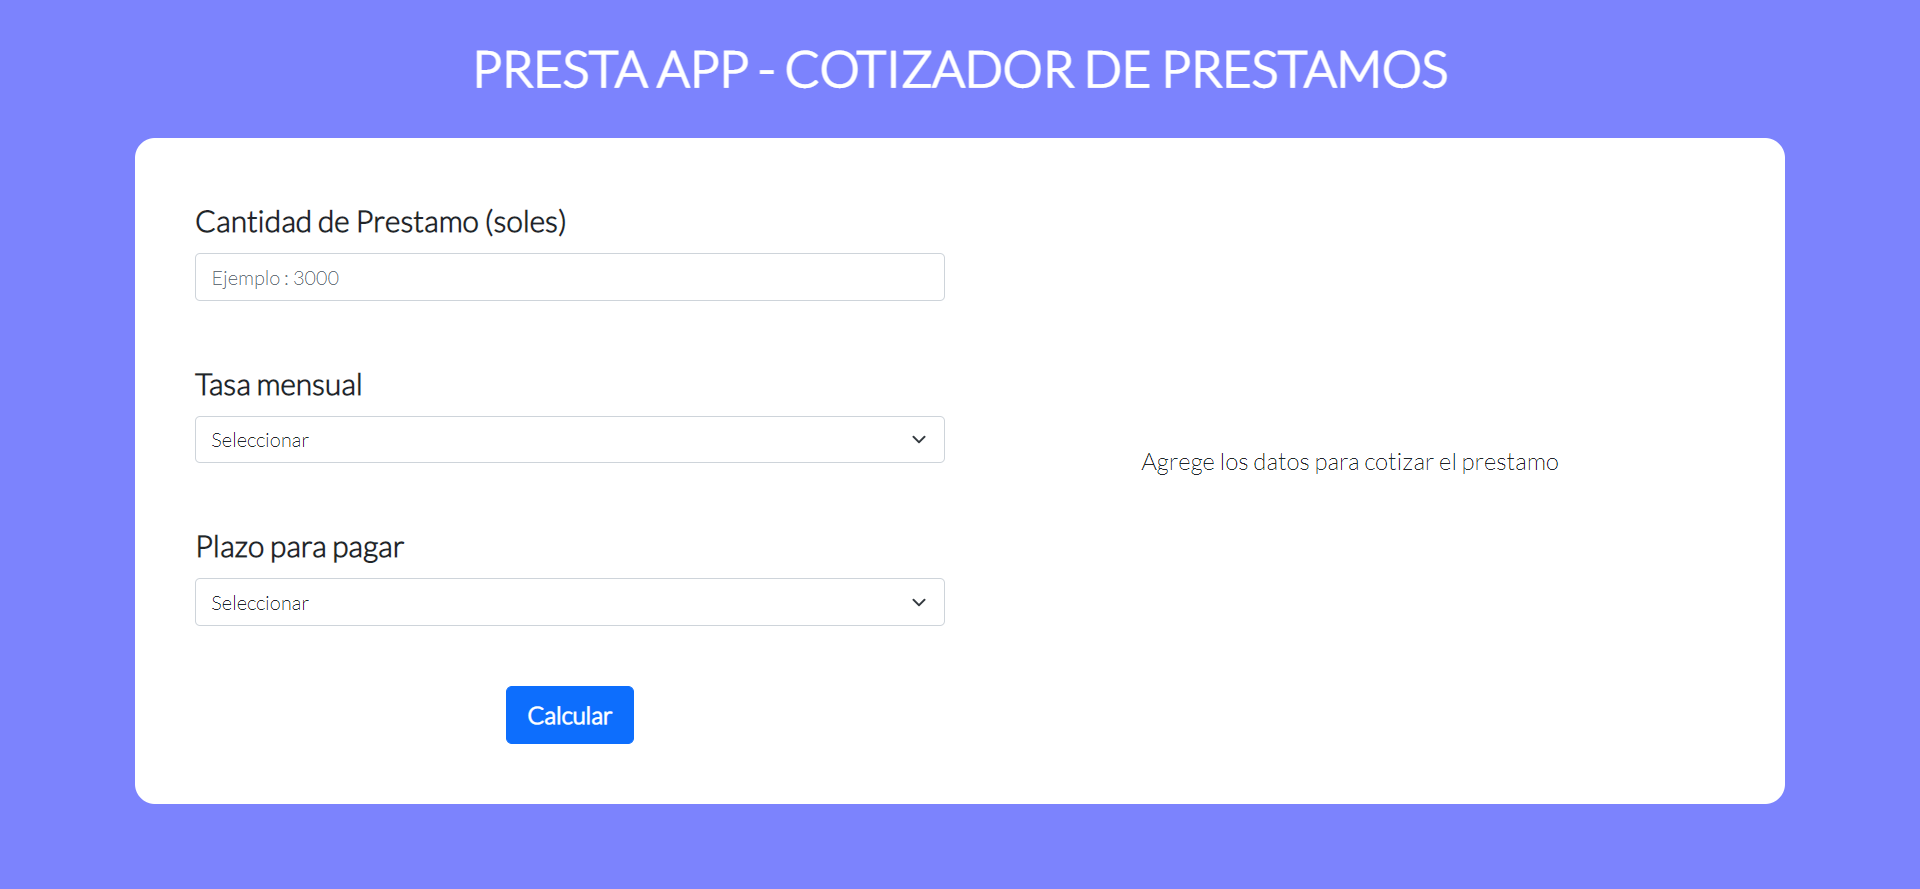 PRESTA APP - COTIZADOR DE PRESTAMOS
Cantidad de Prestamo (soles)
Ejemplo : 3000
Tasa mensual
Seleccionar
Plazo para pagar
Seleccionar
Calcular
Agrege los datos para cotizar el prestamo